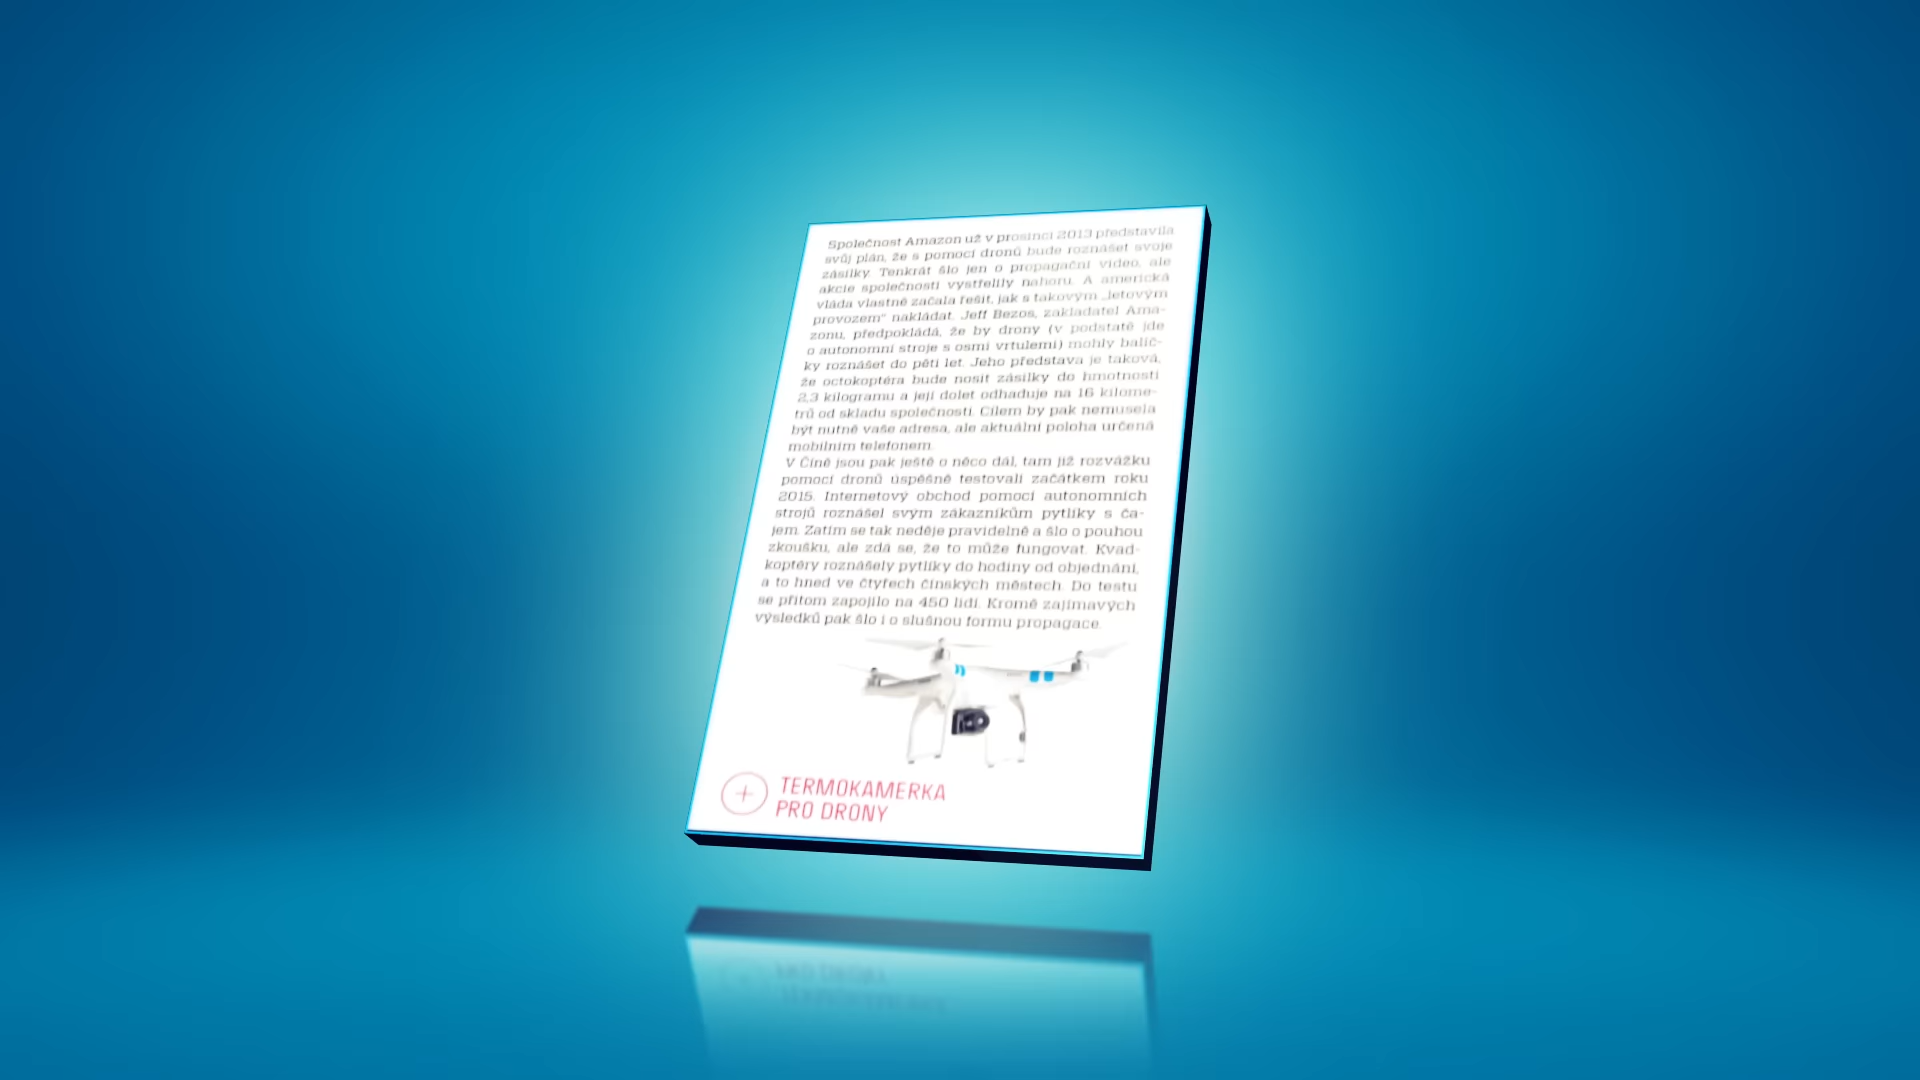 Společnost Amazon už v prosinci 2013 představila
svůj plán, že s pomocí dronů bude roznášet svoje
zásilky. Tenkrát šlo jen o propagační video, ale
akcie společnosti vystřelily nahoru. A americká
vláda vlastně začala řešit, jak s takovým „letovým
provozem“ nakládat. Jeff Bezos, zakladatel Ama-
zonu, předpokládá, že by drony (v podstatě jde
o autonomní stroje s osmi vrtulemi) mohly balíč-
ky roznášet do pěti let. Jeho představa je taková,
že octokoptéra bude nosit zásilky do hmotnosti
2,3 kilogramu a její dolet odhaduje na 16 kilome-
trů od skladu společnosti. Cílem by pak nemusela
být nutně vaše adresa, ale aktuální poloha určená
mobilním telefonem.
V Číně jsou pak ještě o něco dál, tam již rozvážku
pomocí dronů úspěšně testovali začátkem roku
2015. Internetový obchod pomocí autonomních
strojů roznášel svým zákazníkům pytlíky s ča-
jem. Zatím se tak neděje pravidelně a šlo o pouhou
zkoušku, ale zdá se, že to může fungovat. Kvad-
koptéry roznášely pytlíky do hodiny od objednání,
a to hned ve čtyřech čínských městech. Do testu
se přitom zapojilo na 450 lidí. Kromě zajímavých
výsledků pak šlo i o slušnou formu propagace.
TERMOKAMERKA
PRO DRONY